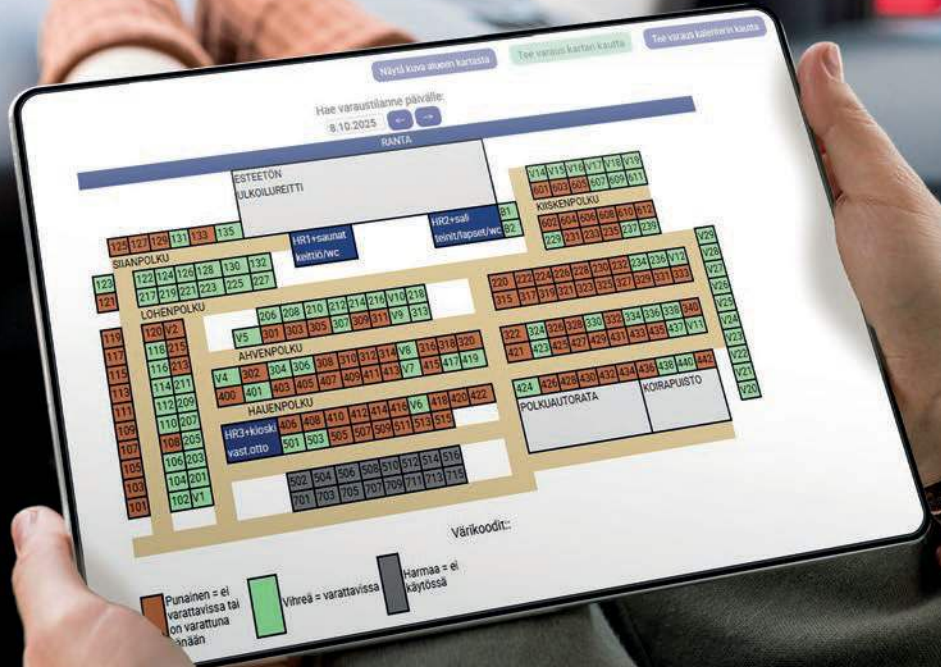 Näytä kuva alueen kartasta
Tee varaus kartan kautta
Tee varaus kalenterin kautta
Hae varaustilanne päivälle:
8.10.2025 ← →
RANTA
ESTEETÖN
ULKOILUREITTI
V14 V15 V16 V17 V18 V19
601 603 605 607 609 611
KIISKENPOLKU
602 604 606 608 610 612
229 231 233 235 237 239
B1
B2
HR1+saunat
keittiö/wc
HR2+sali
teinit/lapset/wc
125 127 129 131 133 135
SIIANPOLKU
123
121
122 124 126 128 130 132
217 219 221 223 225 227
LOHENPOLKU
220 222 224 226 228 230 232 234 236 V12
315 317 319 321 323 325 327 329 331 333
V29
V28
V27
V26
V25
V24
V23
V22
V21
V20
206 208 210 212 214 216 V10 218
V5 301 303 305 307 309 311 V9 313
AHVENPOLKU
322 324 326 328 330 332 334 336 338 340
421 423 425 427 429 431 433 435 437 V11
V4 302 304 306 308 310 312 314 V8 316 318 320
400 401 403 405 407 409 411 413 V7 415 417 419
HAUENPOLKU
424 426 428 430 432 434 436 438 440 442
POLKUAUTORATA
KOIRAPUISTO
HR3+kioski
vast.otto
406 408 410 412 414 416 V6 418 420 422
501 503 505 507 509 511 513 515
502 504 506 508 510 512 514 516
701 703 705 707 709 711 713 715
119
117
115
113
111
109
107
105
103
101
120 V2
118 215
116 213
114 211
112 209
110 207
108 205
106 203
104 201
102 V1
Värikoodit::
Punainen = ei
varattavissa tai
on varattuna
Vihreä = varattavissa
Harmaa = ei
käytössä